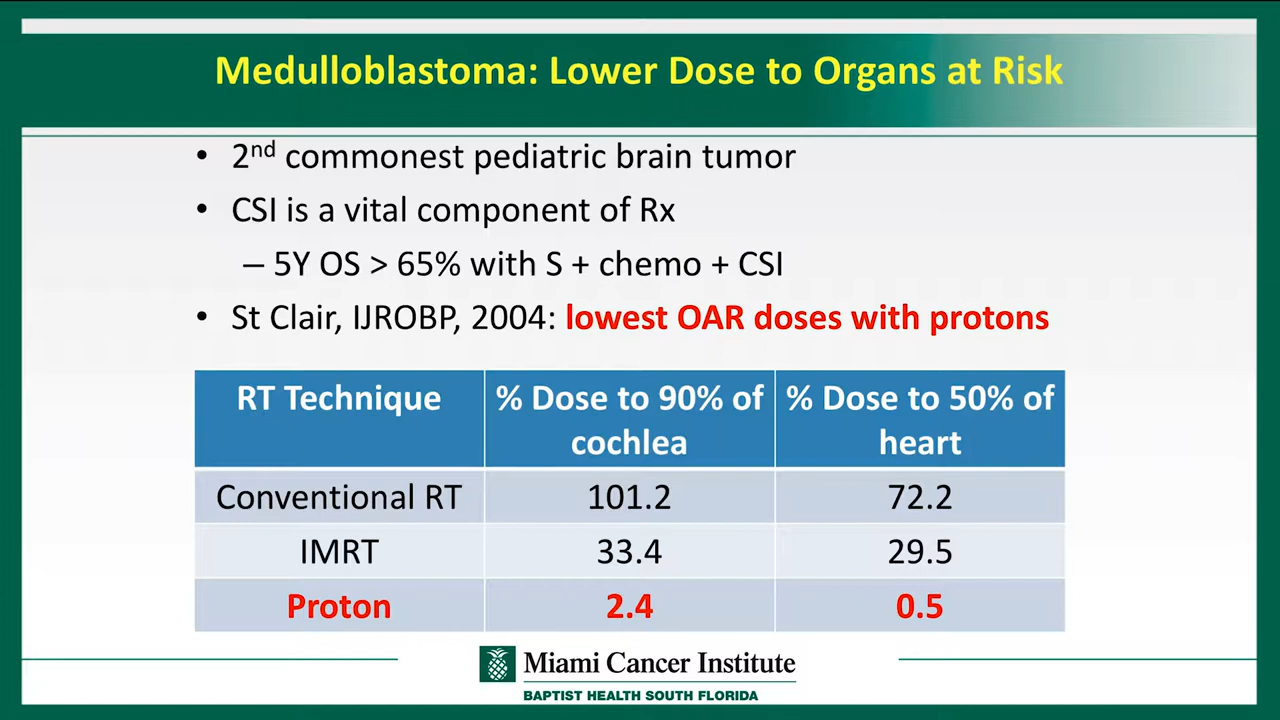 Medulloblastoma: Lower Dose to Organs at Risk
• 2nd commonest pediatric brain tumor
• CSI is a vital component of Rx
– 5Y OS > 65% with S + chemo + CSI
• St Clair, IJROBP, 2004: lowest OAR doses with protons
RT Technique % Dose to 90% of cochlea % Dose to 50% of heart
Conventional RT 101.2 72.2
IMRT 33.4 29.5
Proton 2.4 0.5
Miami Cancer Institute
BAPTIST HEALTH SOUTH FLORIDA